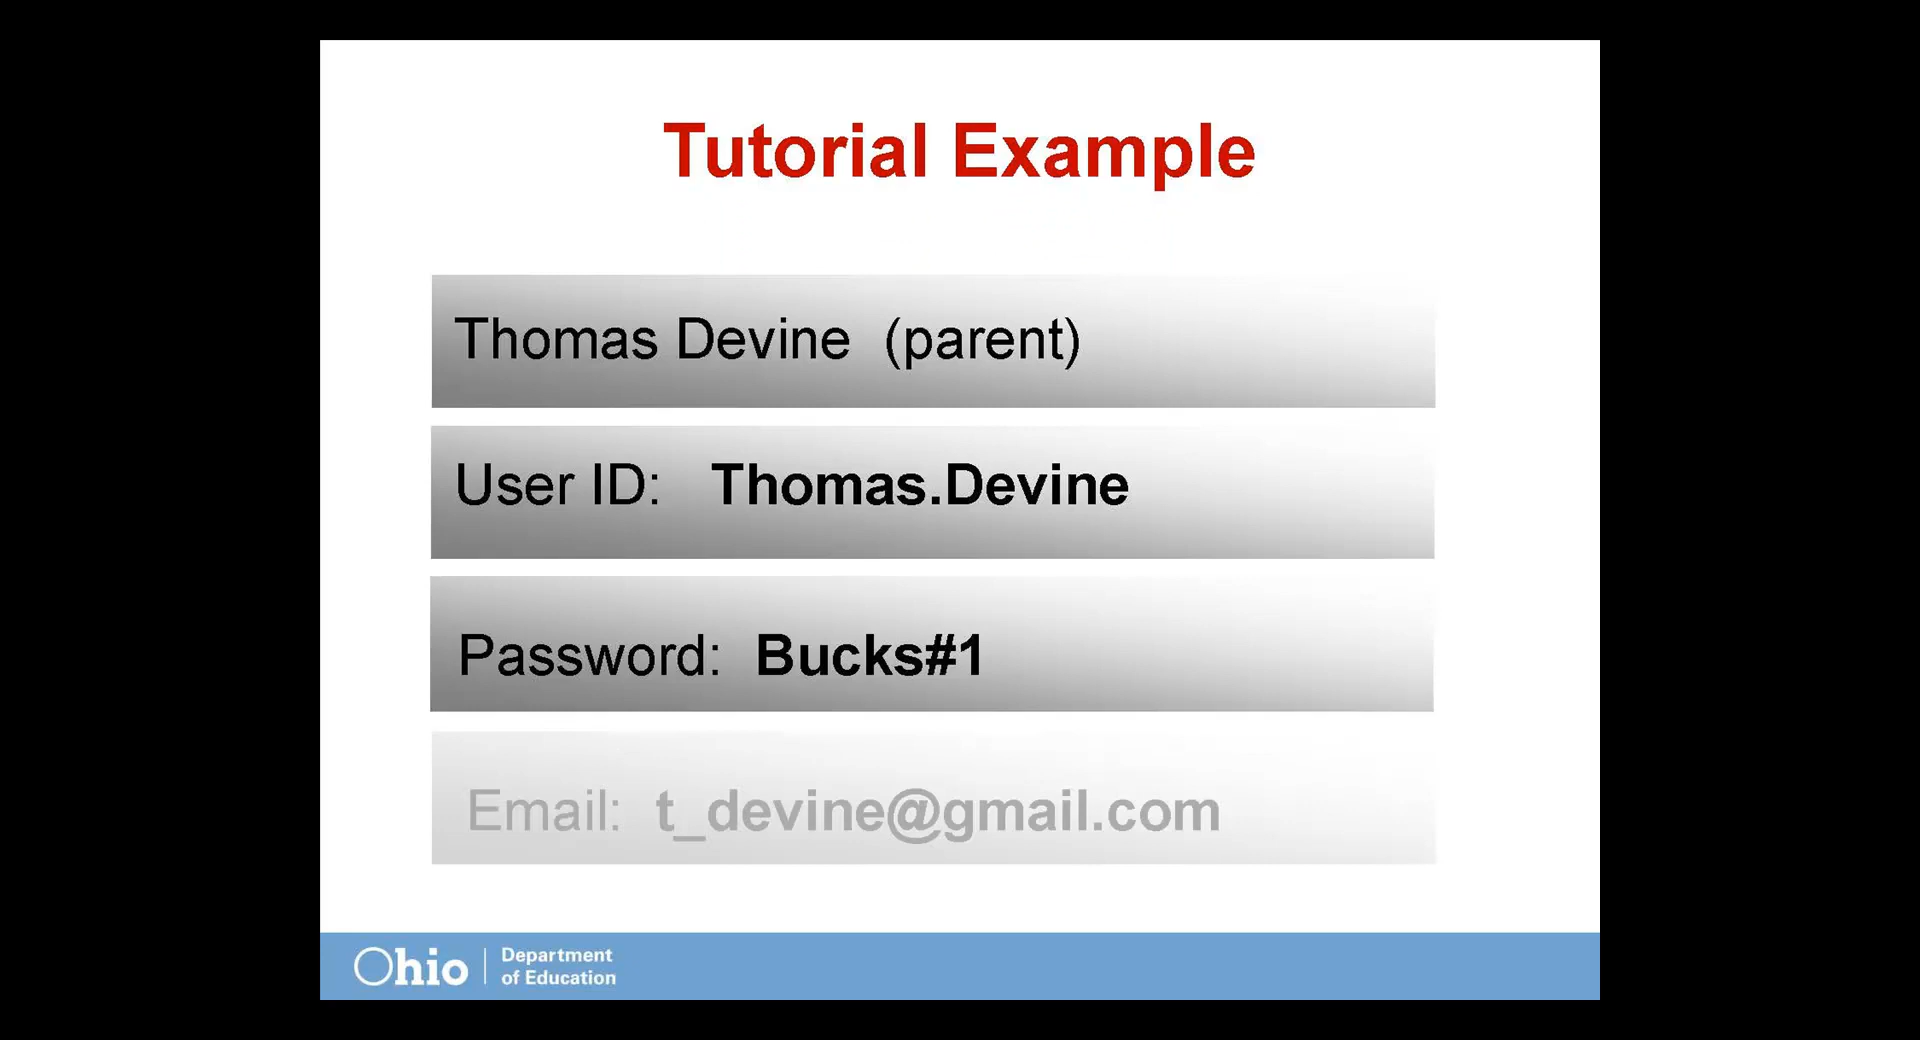 Tutorial Example
Thomas Devine (parent)
User ID: Thomas.Devine
Password: Bucks#1
Email: t_devine@gmail.com
Ohio
Department
of Education